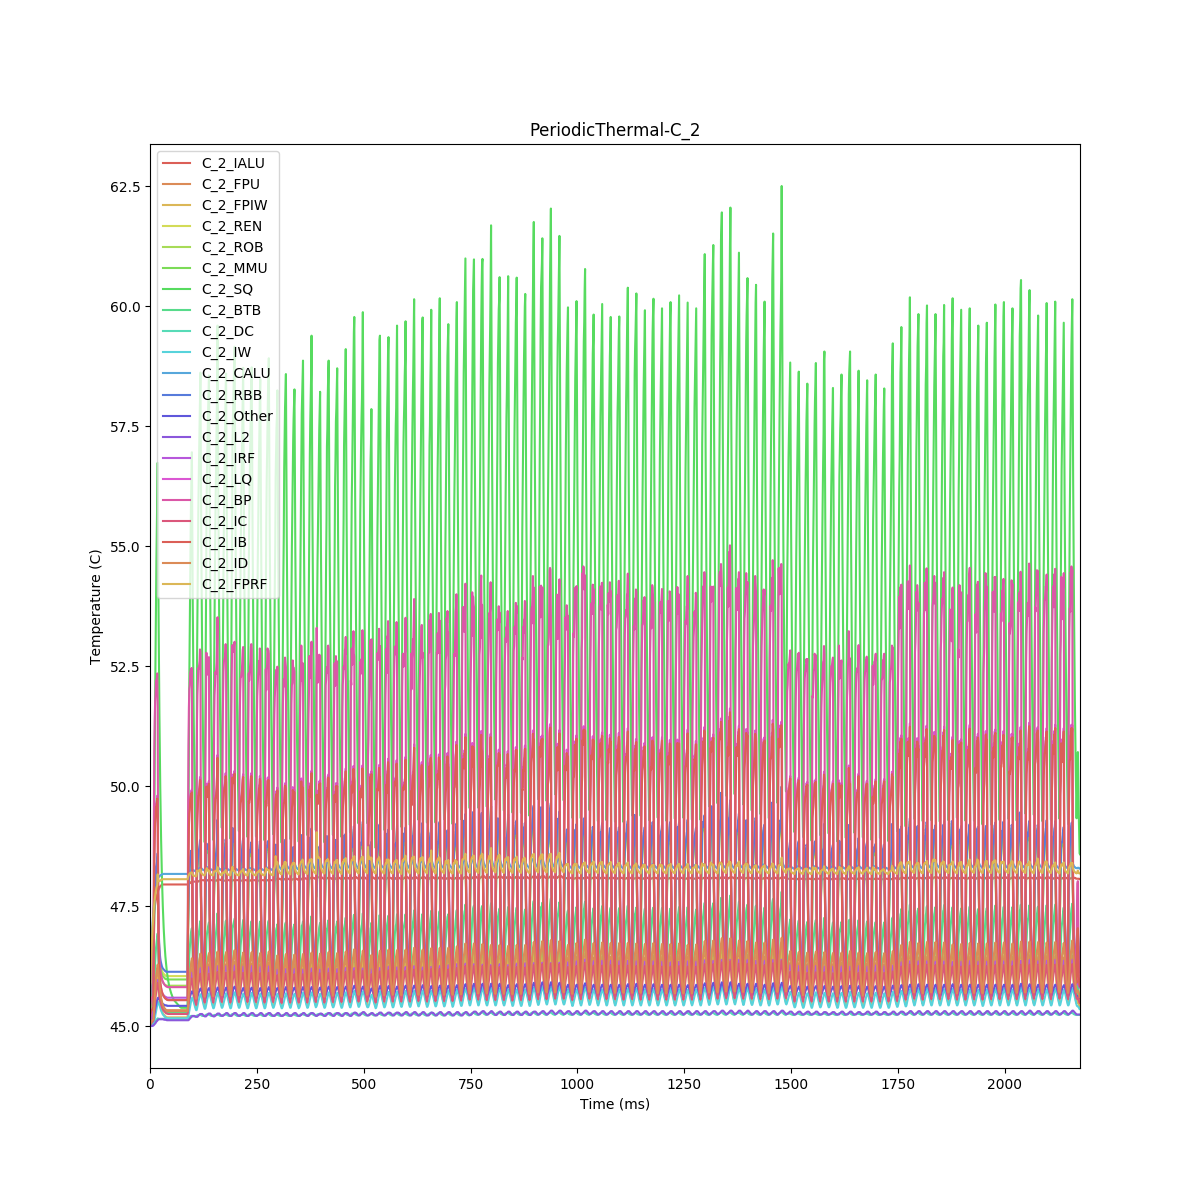 PeriodicThermal-C_2
62.5
60.0
57.5
55.0
52.5
50.0
47.5
45.0
Temperature (C)
C_2_IALU
C_2_FPU
C_2_FPIW
C_2_REN
C_2_ROB
C_2_MMU
C_2_SQ
C_2_BTB
C_2_DC
C_2_IW
C_2_CALU
C_2_RBB
C_2_Other
C_2_L2
C_2_IRF
C_2_LQ
C_2_BP
C_2_IC
C_2_IB
C_2_ID
C_2_FPRF
0 250 500 750 1000 1250 1500 1750 2000
Time (ms)